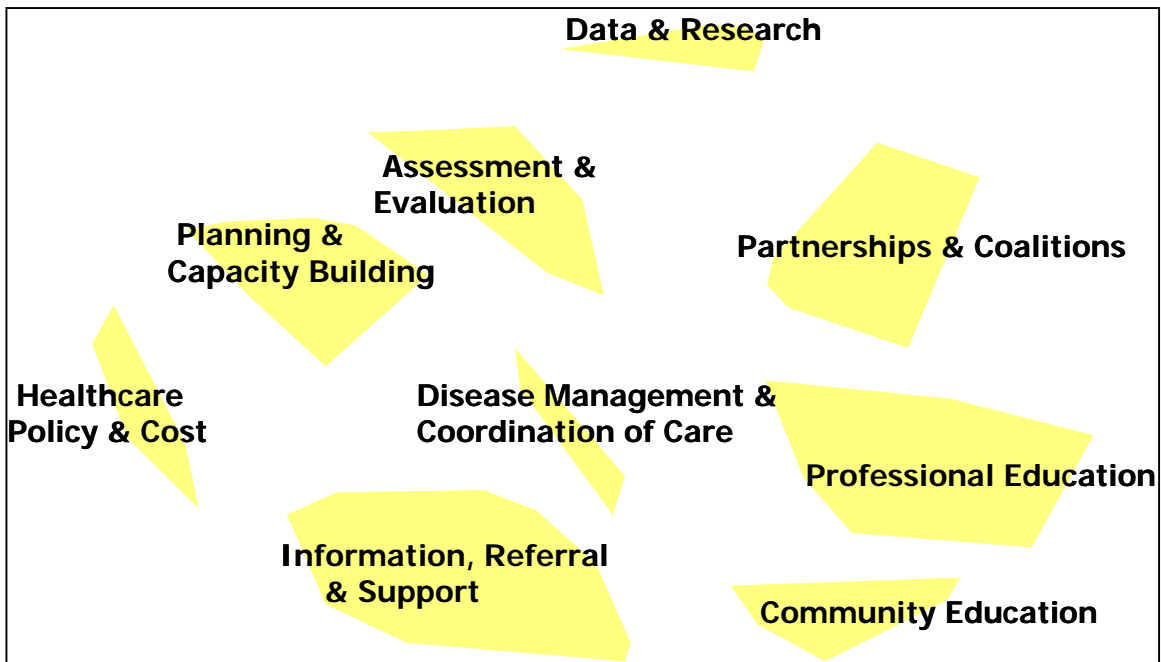 Data & Research
Assessment &
Evaluation
Planning &
Capacity Building
Partnerships & Coalitions
Healthcare
Policy & Cost
Disease Management &
Coordination of Care
Professional Education
Information, Referral
& Support
Community Education